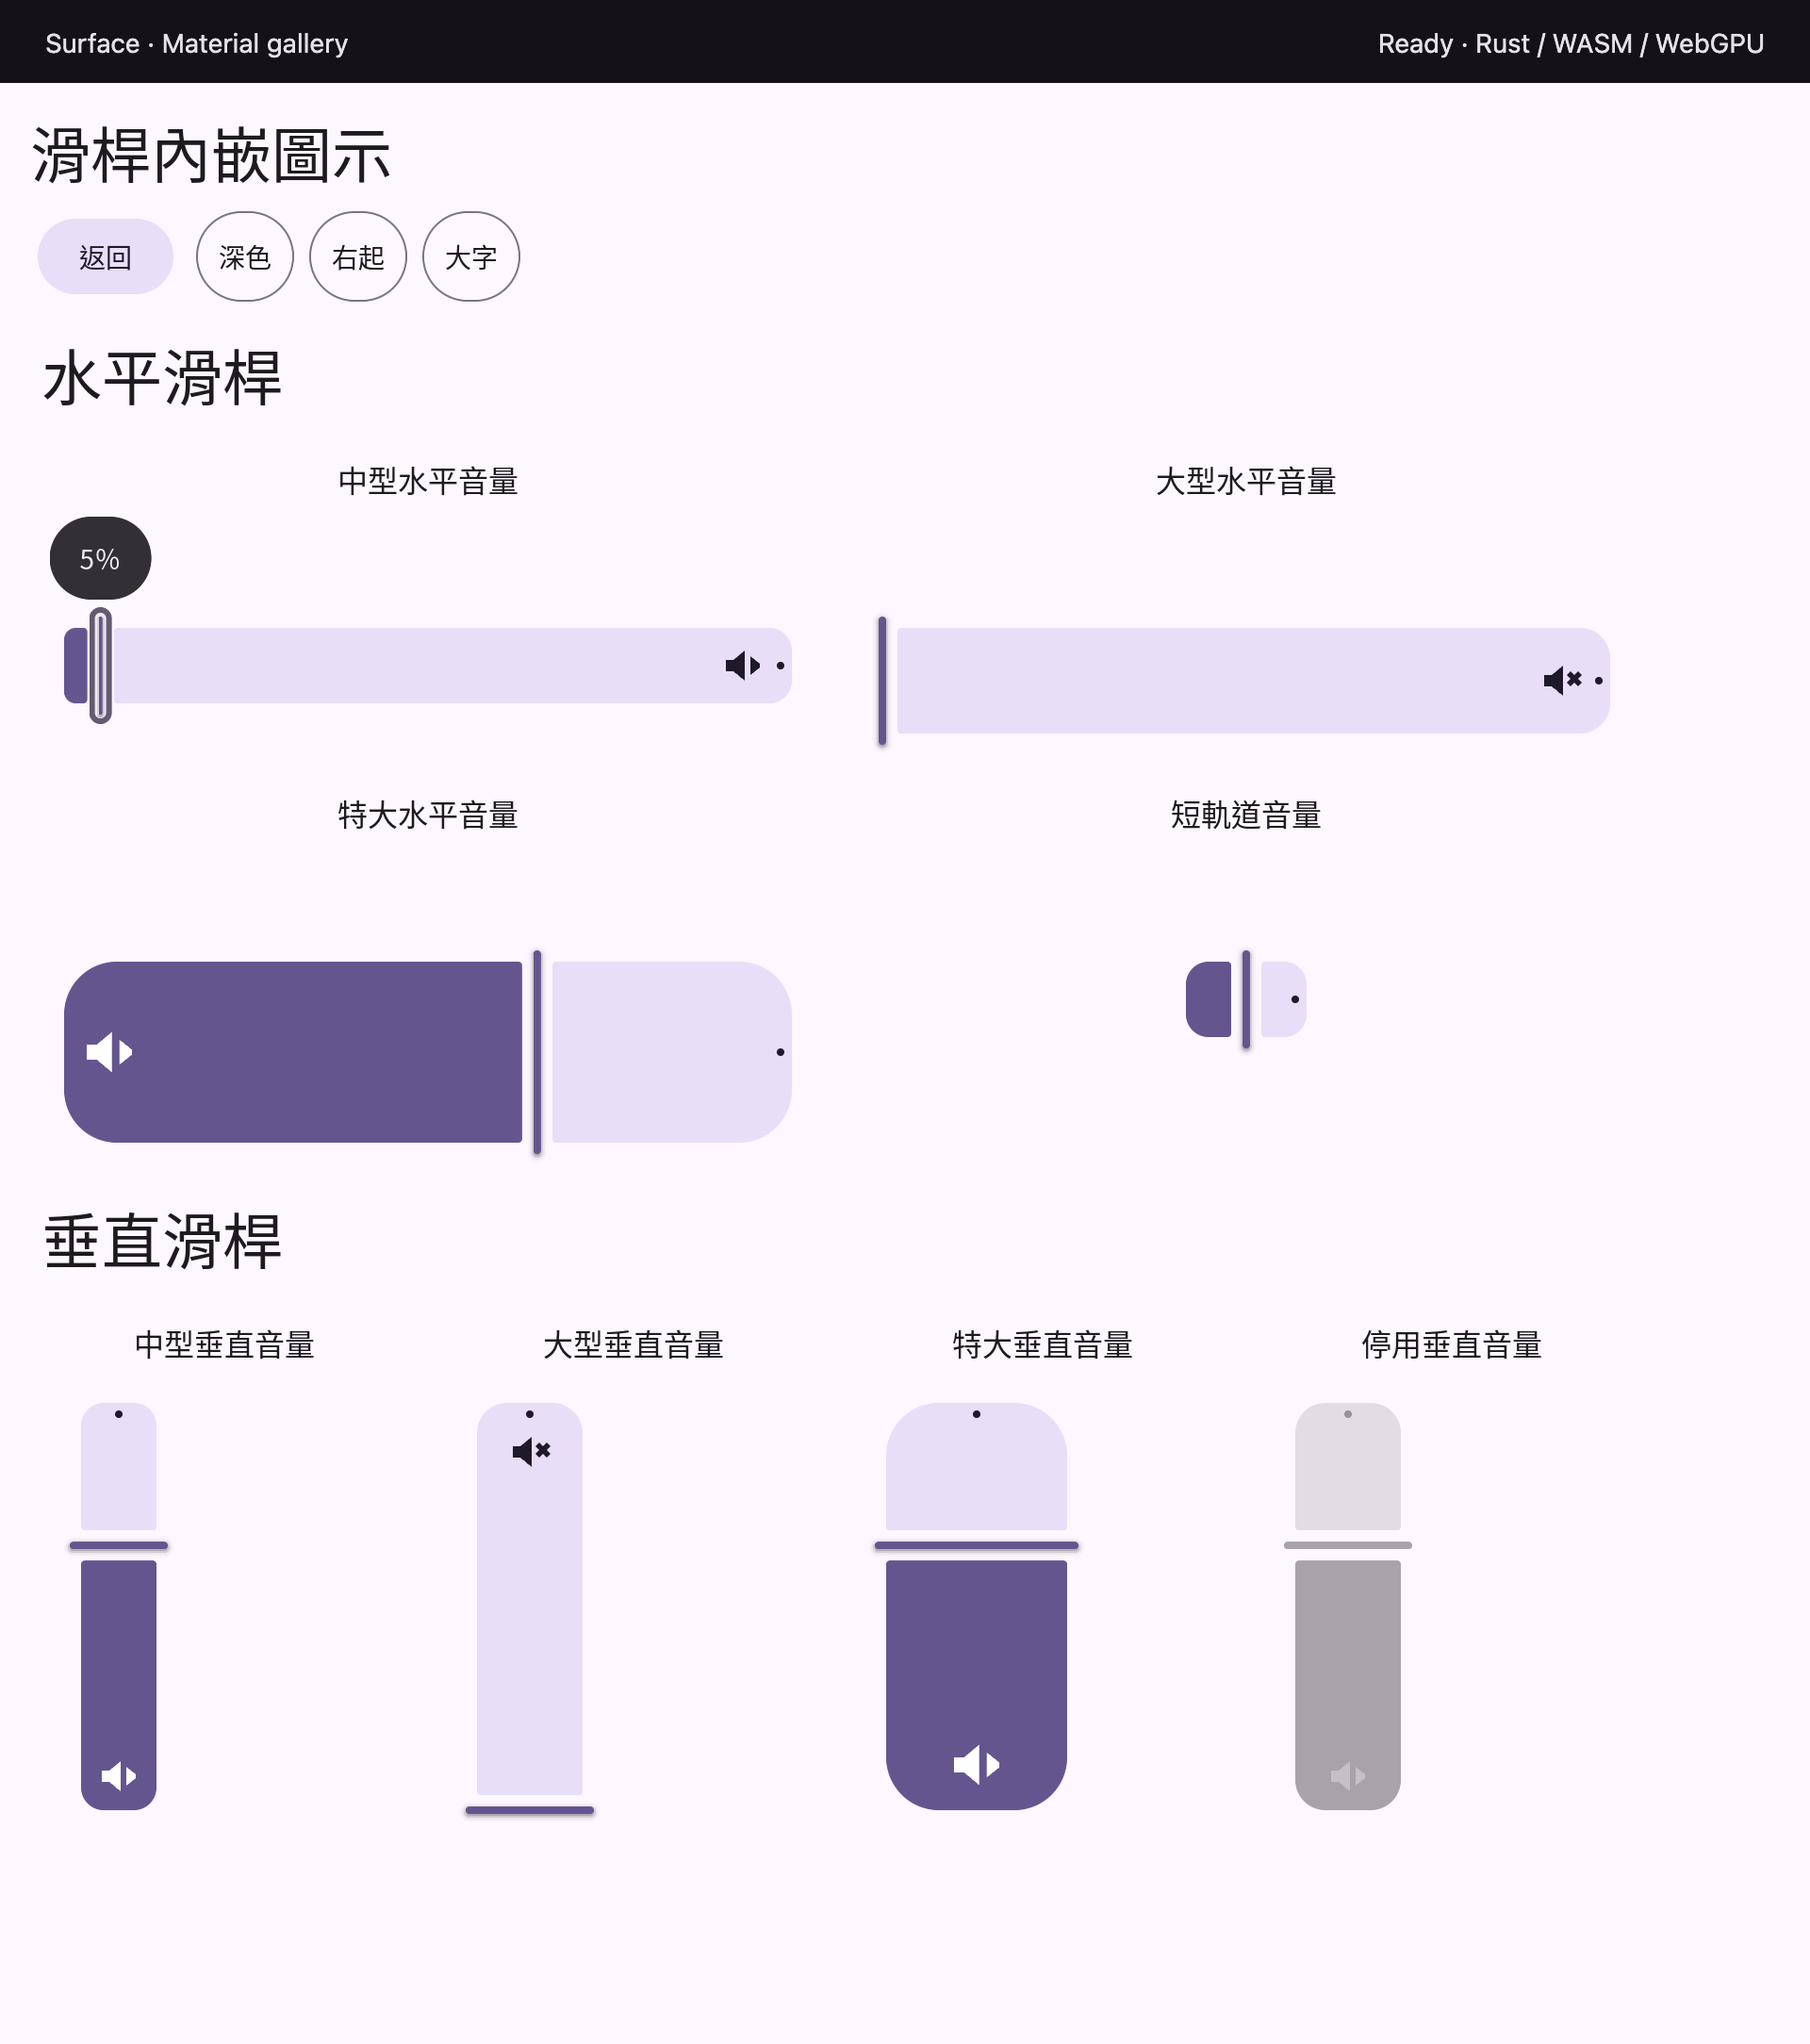 Surface · Material gallery
Ready · Rust / WASM / WebGPU
滑桿內嵌圖示
返回
深色
右起
大字
水平滑桿
中型水平音量
大型水平音量
5%
特大水平音量
短軌道音量
垂直滑桿
中型垂直音量
大型垂直音量
特大垂直音量
停用垂直音量